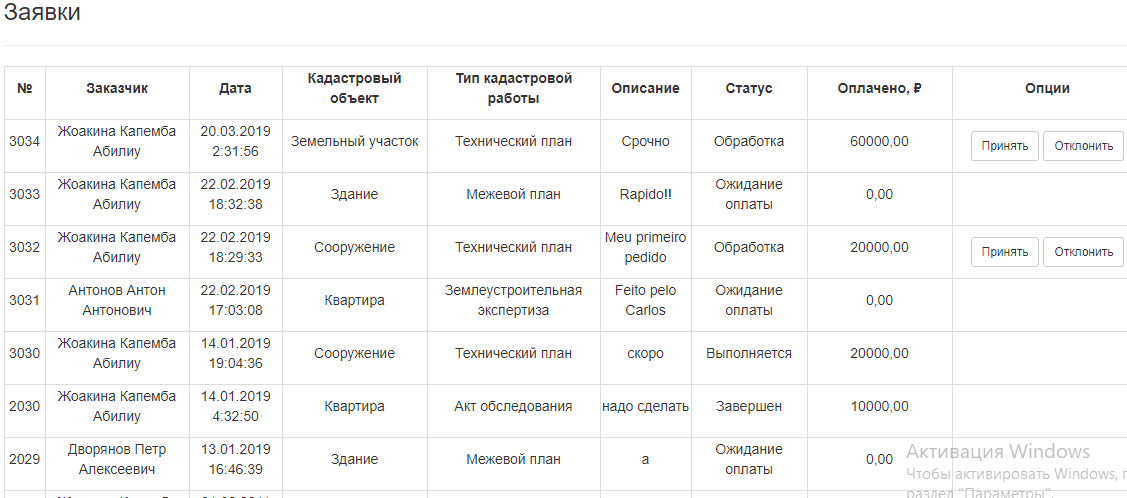 Заявки
№ Заказчик Дата Кадастровый объект Тип кадастровой работы Описание Статус Оплачено, ₽ Опции
3034 Жоакина Капемба Абилиу 20.03.2019 2:31:56 Земельный участок Технический план Срочно Обработка 60000,00 Принять Отклонить
3033 Жоакина Капемба Абилиу 22.02.2019 18:32:38 Здание Межевой план Rapido!! Ожидание оплаты 0,00
3032 Жоакина Капемба Абилиу 22.02.2019 18:29:33 Сооружение Технический план Meu primeiro pedido Обработка 20000,00 Принять Отклонить
3031 Антонов Антон Антонович 22.02.2019 17:03:08 Квартира Землеустроительная экспертиза Feito pelo Carlos Ожидание оплаты 0,00
3030 Жоакина Капемба Абилиу 14.01.2019 19:04:36 Сооружение Технический план скоро Выполняется 20000,00
2030 Жоакина Капемба Абилиу 14.01.2019 4:32:50 Квартира Акт обследования надо сделать Завершен 10000,00
2029 Дворянов Петр Алексеевич 13.01.2019 16:46:39 Здание Межевой план а Ожидание оплаты 0,00
Активация Windows
Чтобы активировать Windows,
раздел "Параметры".